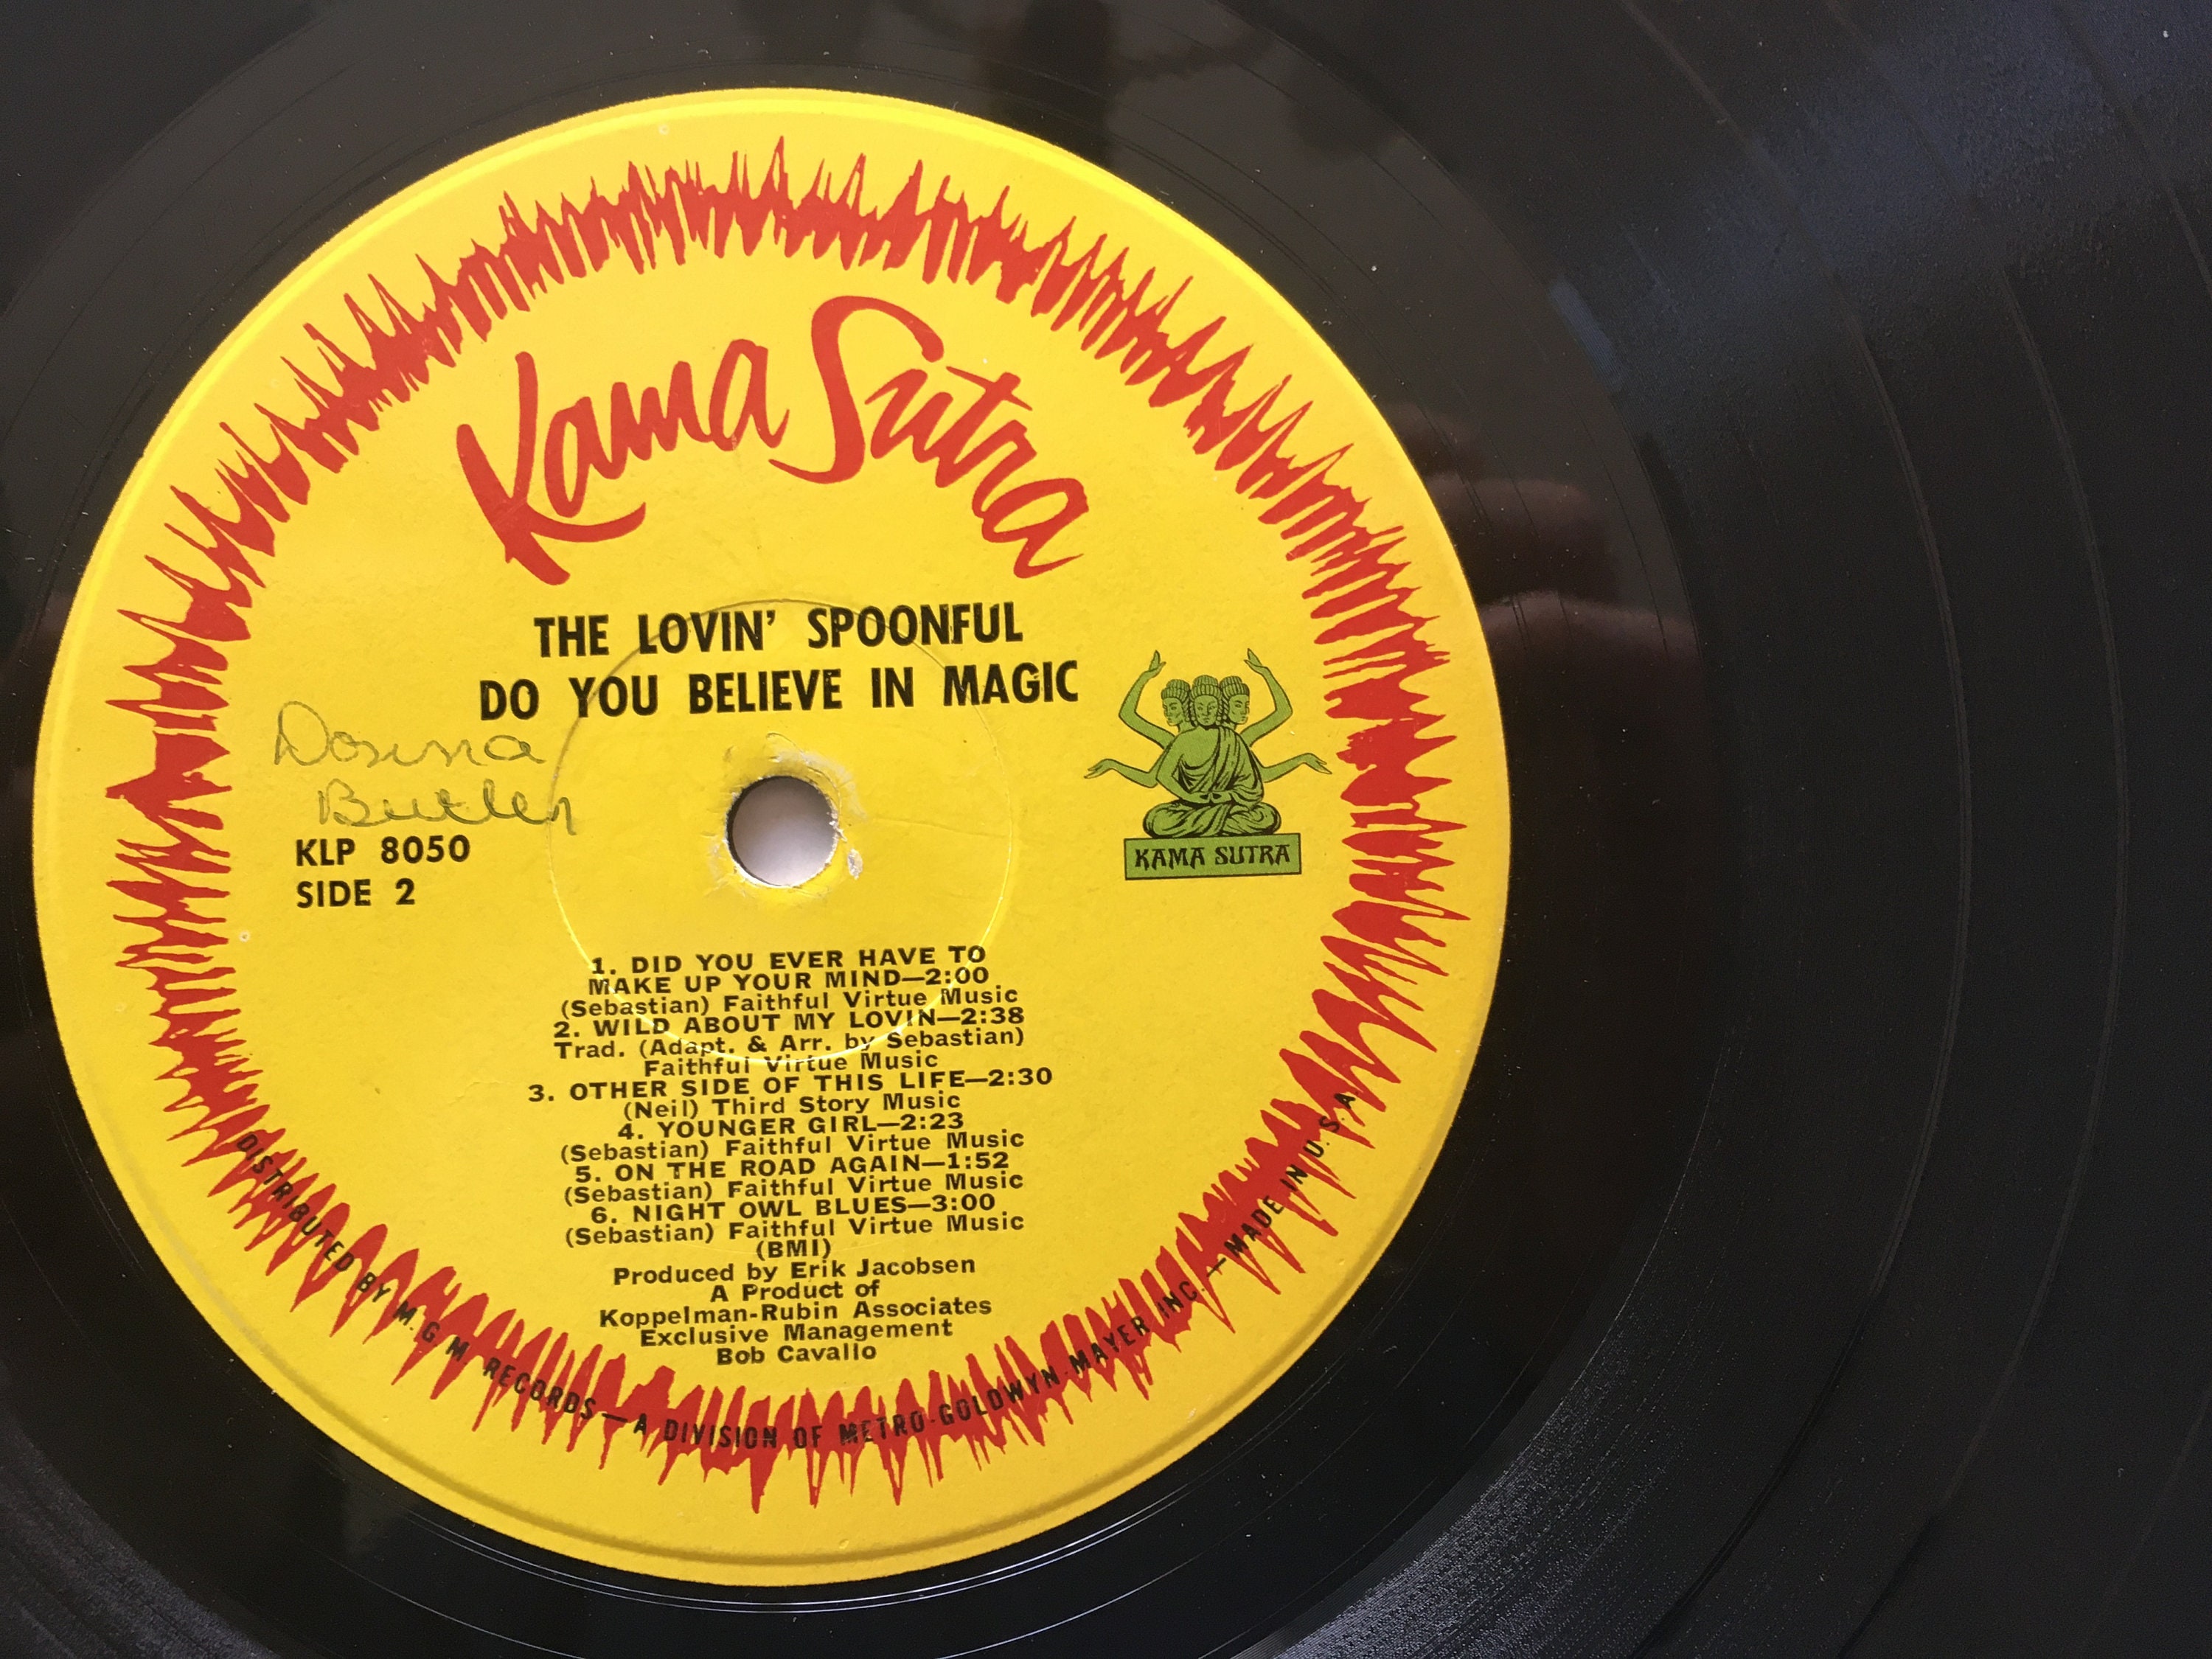 Kama Sutra
THE LOVIN' SPOONFUL
DO YOU BELIEVE IN MAGIC
Donna
Butler
KLP 8050
SIDE 2
KAMA SUTRA
1. DID YOU EVER HAVE TO
MAKE UP YOUR MIND—2:00
(Sebastian) Faithful Virtue Music
2. WILD ABOUT MY LOVIN—2:38
Trad. (Adapt. & Arr. by Sebastian)
Faithful Virtue Music
3. OTHER SIDE OF THIS LIFE—2:30
(Neil) Third Story Music
4. YOUNGER GIRL—2:23
(Sebastian) Faithful Virtue Music
5. ON THE ROAD AGAIN—1:52
(Sebastian) Faithful Virtue Music
6. NIGHT OWL BLUES—3:00
(Sebastian) Faithful Virtue Music
(BMI)
Produced by Erik Jacobsen
A Product of
Koppelman-Rubin Associates
Exclusive Management
Bob Cavallo
DISTRIBUTED BY M.G.M. RECORDS—A DIVISION OF METRO-GOLDWYN-MAYER INC.—MADE IN U.S.A.